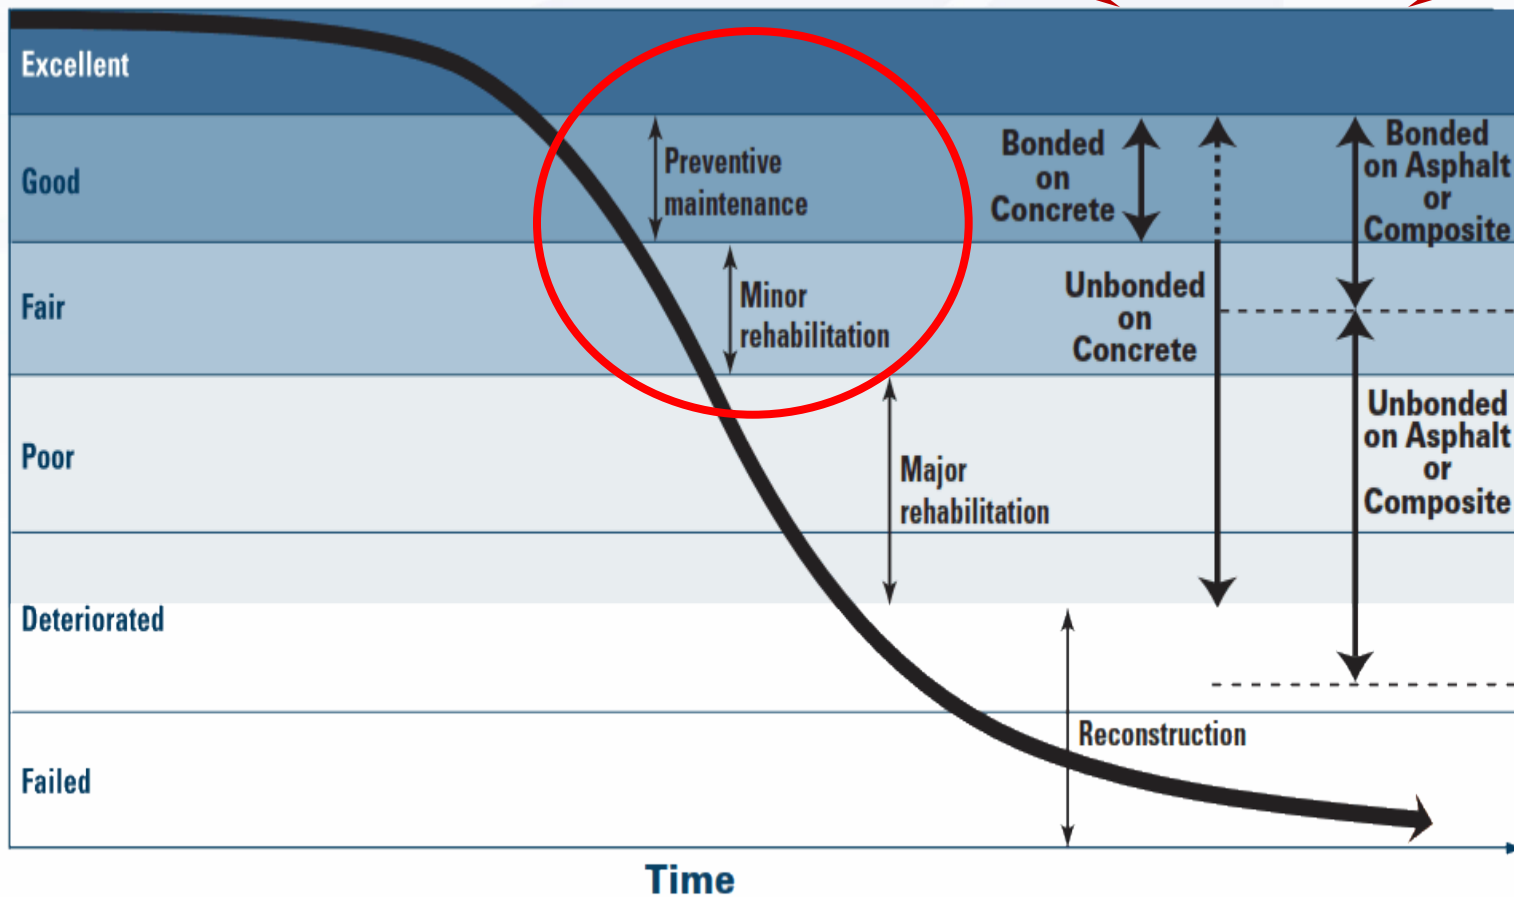 Excellent
Good
Fair
Poor
Deteriorated
Failed
Preventive
maintenance
Minor
rehabilitation
Major
rehabilitation
Reconstruction
Bonded
on
Concrete
Unbonded
on
Concrete
Bonded
on Asphalt
or
Composite
Unbonded
on Asphalt
or
Composite
Time